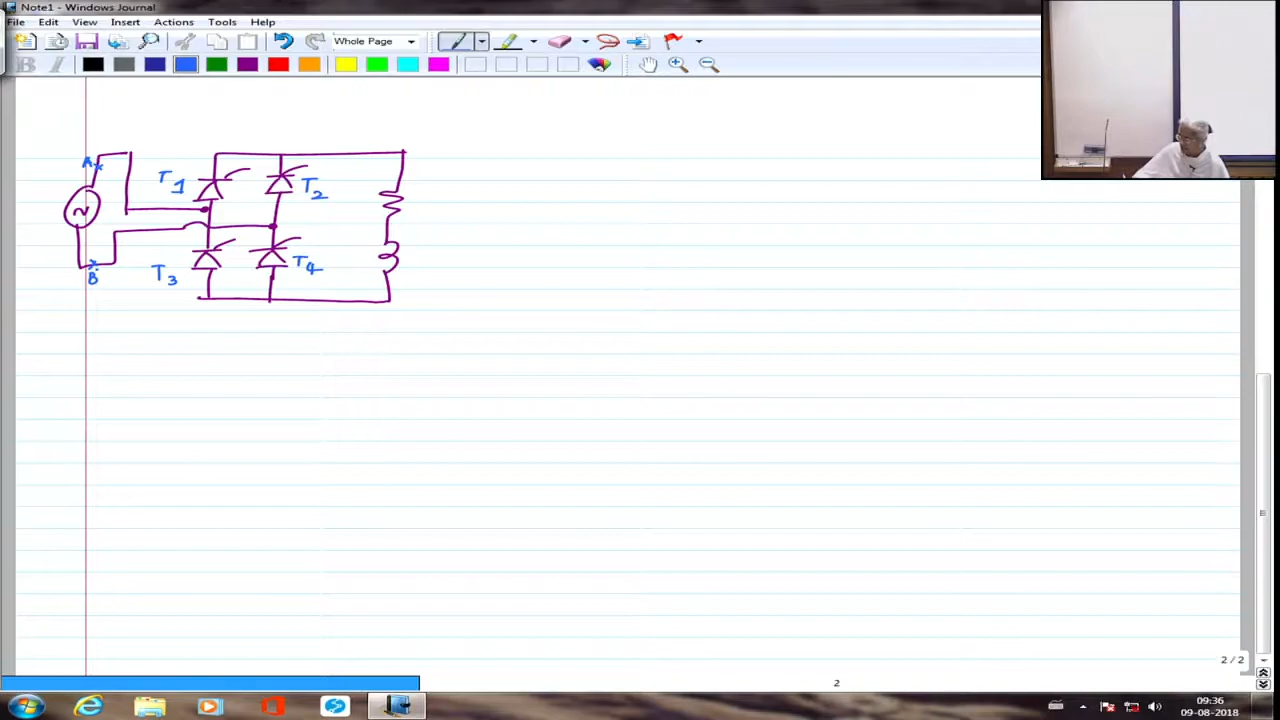 Note1 - Windows Journal
File Edit View Insert Actions Tools Help
Whole Page
B I
A
T1
T2
~
B
T3
T4
2 / 2
2
09:36
09-08-2018